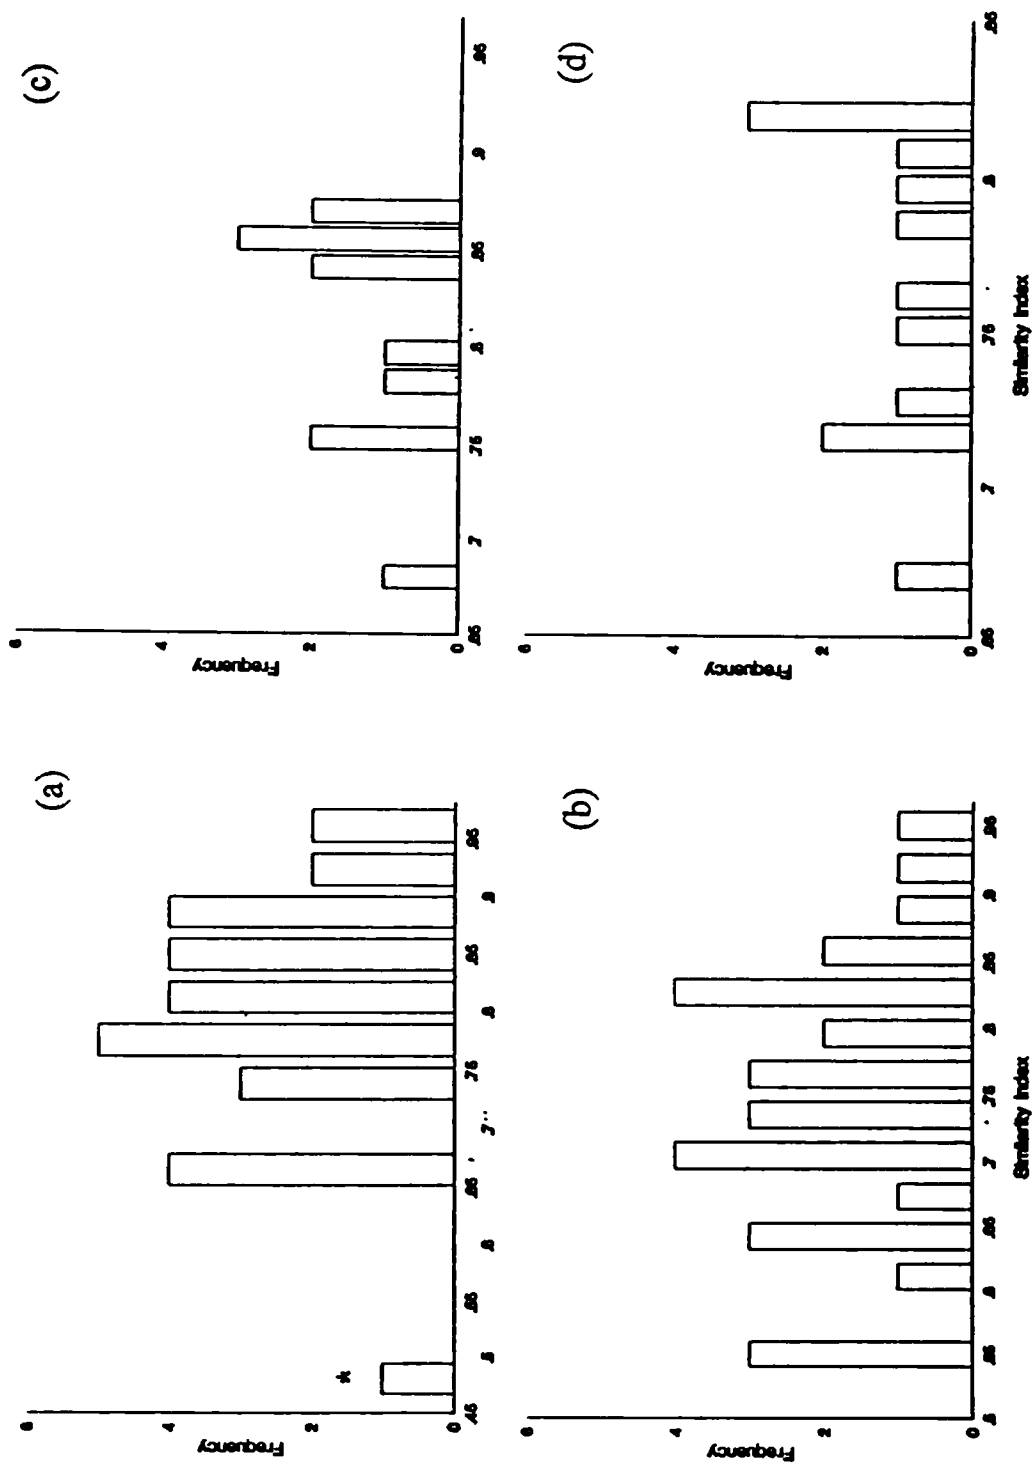 (a)
6
4
2
0
Frequency
*
.45 .5 .55 .6 .65 .7 .75 .8 .85 .9 .95
(c)
6
4
2
0
Frequency
.65 .7 .75 .8 .85 .9 .95
(b)
6
4
2
0
Frequency
.5 .55 .6 .65 .7 .75 .8 .85 .9 .95
Similarity Index
(d)
6
4
2
0
Frequency
.65 .7 .75 .8 .85
Similarity Index